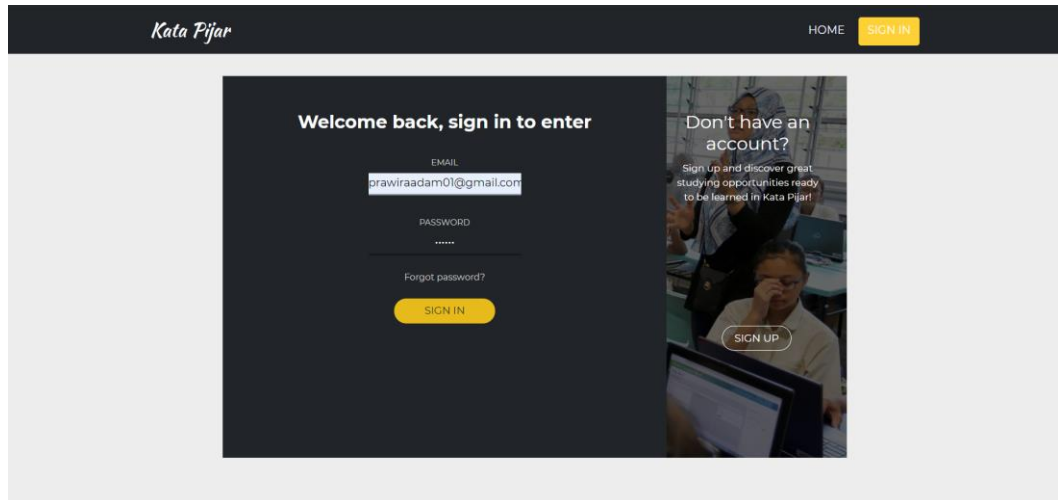 Kata Pijar
HOME
SIGN IN
Welcome back, sign in to enter
EMAIL
prawiraadam01@gmail.com
PASSWORD
······
Forgot password?
SIGN IN
Don't have an
account?
Sign up and discover great
studying opportunities ready
to be learned in Kata Pijar!
SIGN UP